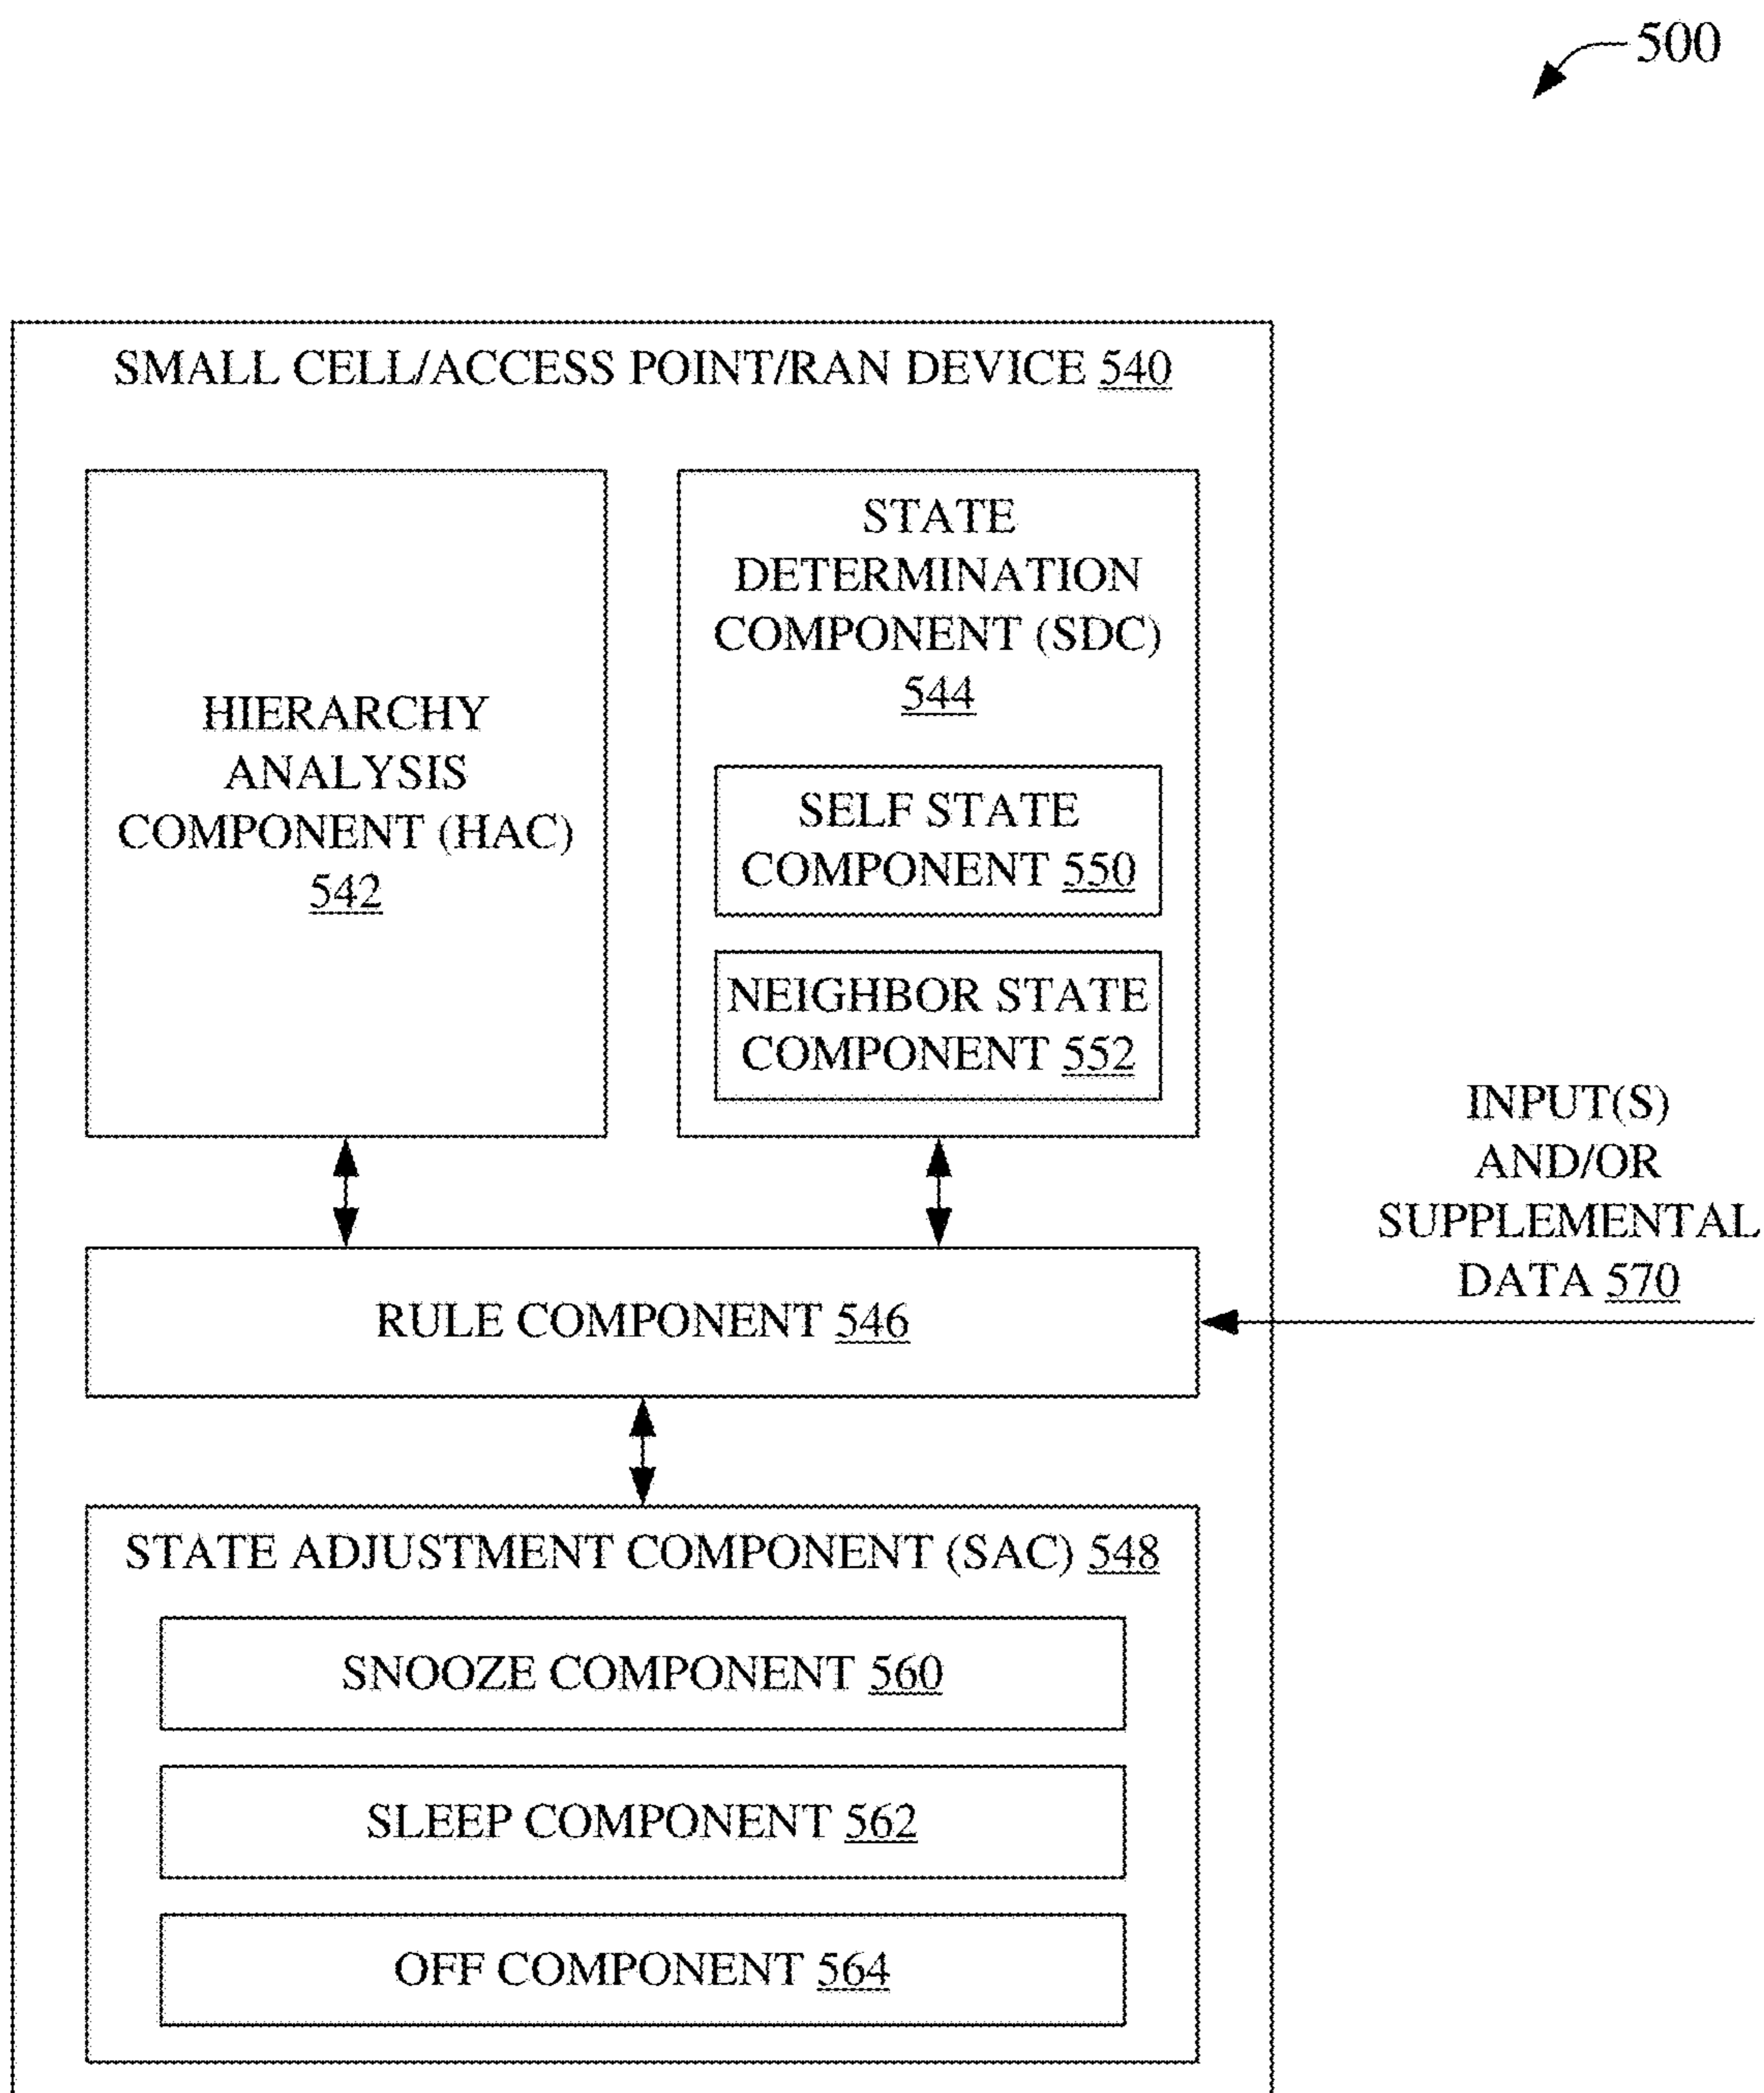 500
SMALL CELL/ACCESS POINT/RAN DEVICE 540
HIERARCHY
ANALYSIS
COMPONENT (HAC)
542
STATE
DETERMINATION
COMPONENT (SDC)
544
SELF STATE
COMPONENT 550
NEIGHBOR STATE
COMPONENT 552
INPUT(S)
AND/OR
SUPPLEMENTAL
DATA 570
RULE COMPONENT 546
STATE ADJUSTMENT COMPONENT (SAC) 548
SNOOZE COMPONENT 560
SLEEP COMPONENT 562
OFF COMPONENT 564